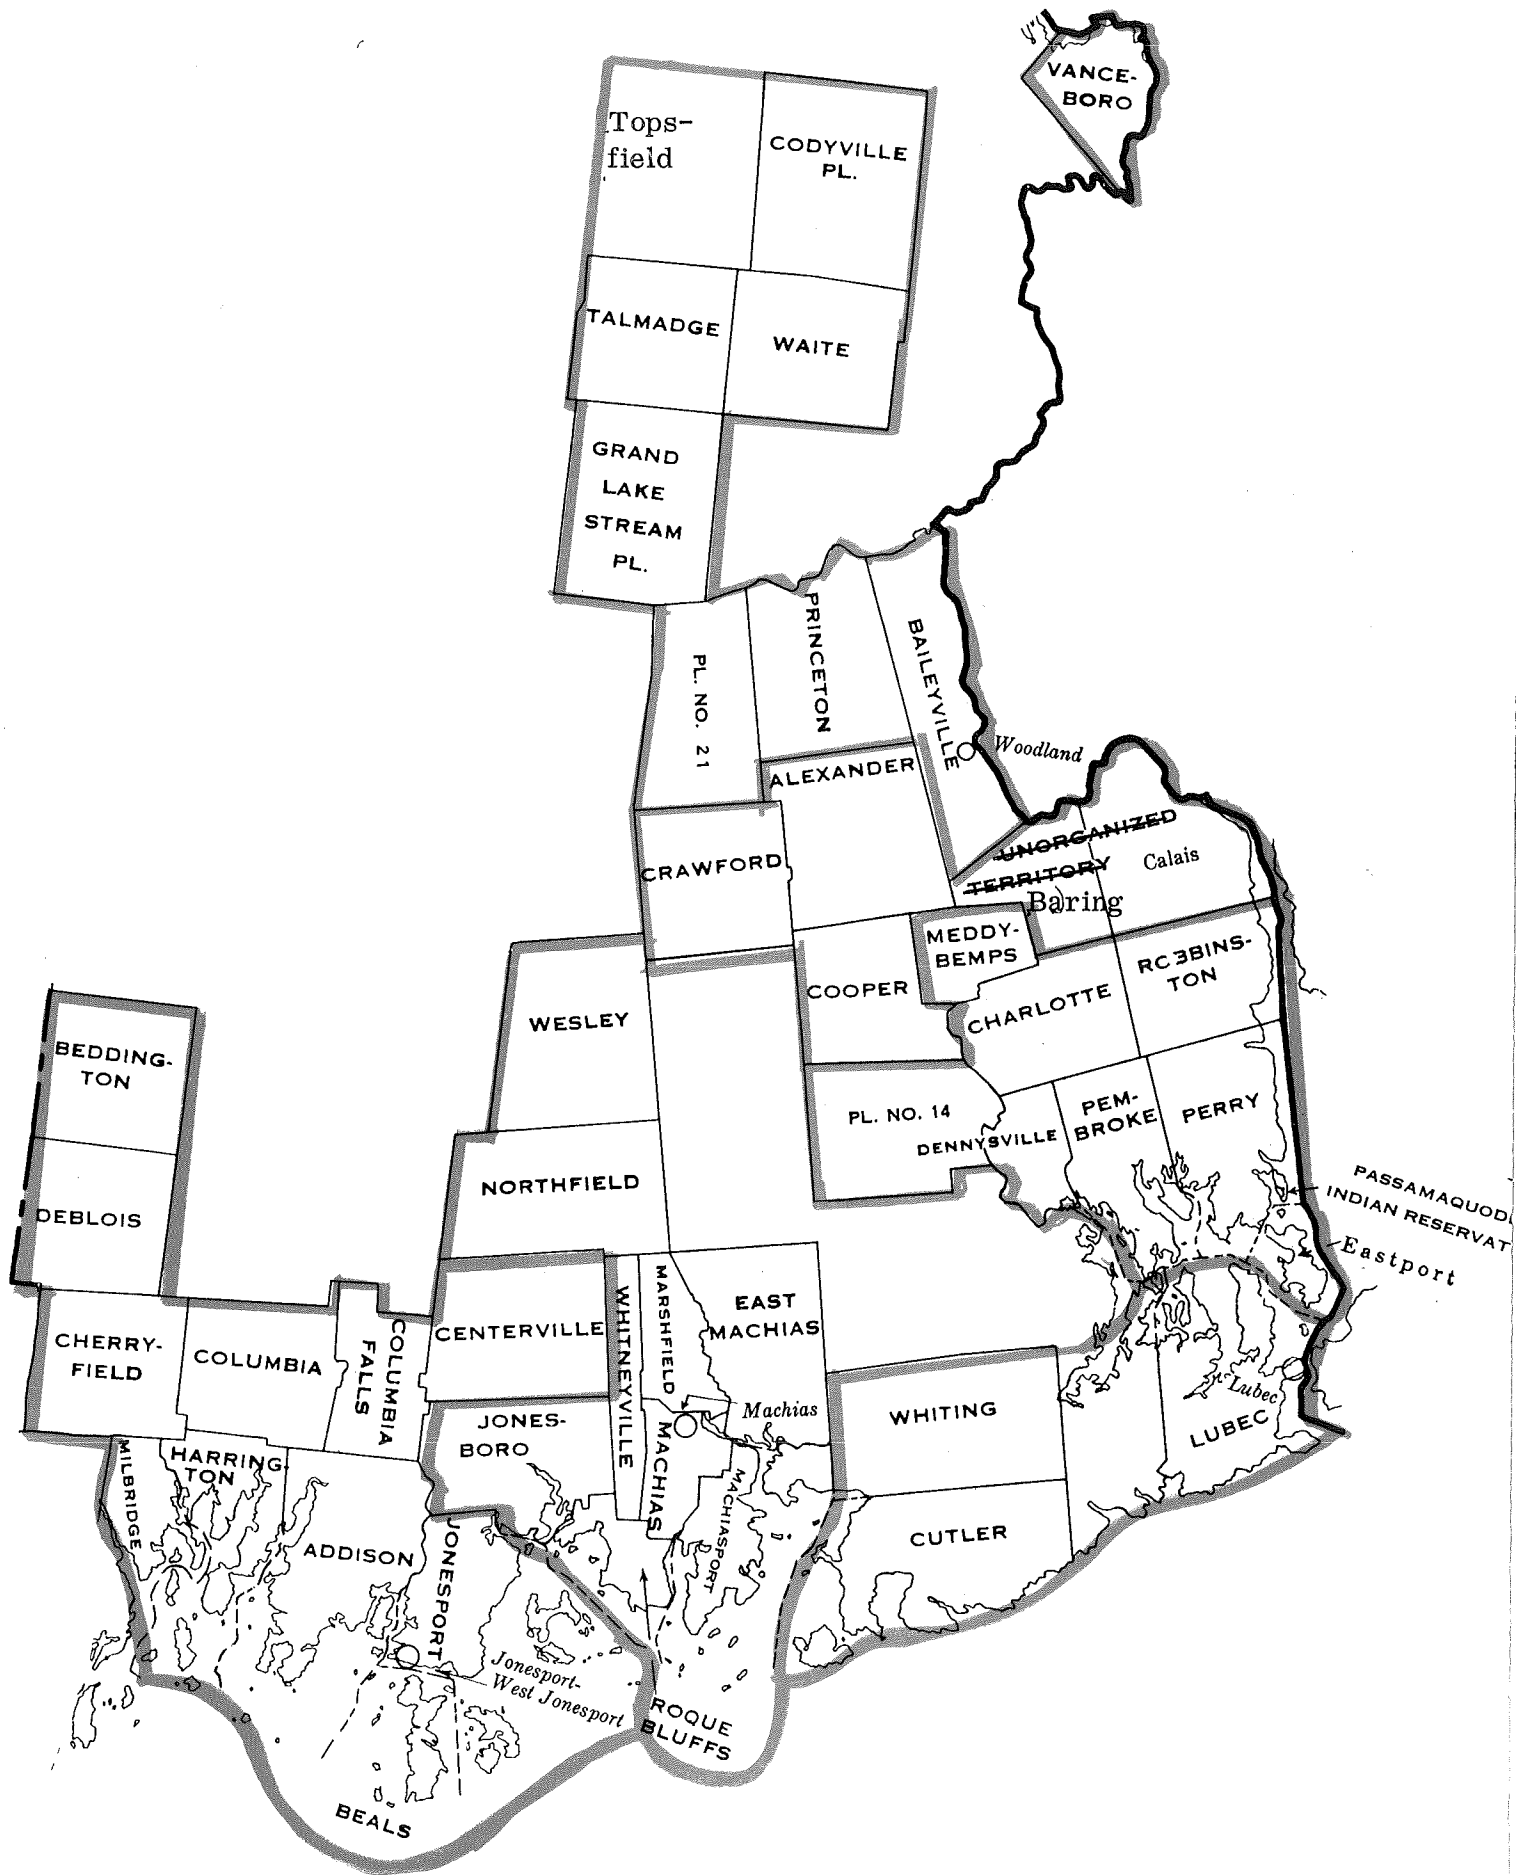 VANCE-
BORO
Tops-
field
CODYVILLE
PL.
TALMADGE
WAITE
GRAND
LAKE
STREAM
PL.
PL. NO. 21
PRINCETON
BAILEYVILLE
Woodland
ALEXANDER
CRAWFORD
UNORGANIZED
TERRITORY
Calais
Baring
MEDDY-
BEMPS
RC3BINS-
TON
COOPER
CHARLOTTE
WESLEY
BEDDING-
TON
PL. NO. 14
DENNYSVILLE
PEM-
BROKE
PERRY
NORTHFIELD
DEBLOIS
PASSAMAQUOD
INDIAN RESERVAT
Eastport
CHERRY-
FIELD
COLUMBIA
COLUMBIA
FALLS
CENTERVILLE
WHITNEYVILLE
MARSHFIELD
EAST
MACHIAS
Machias
WHITING
Lubec
LUBEC
JONES-
BORO
MACHIAS
MACHIASPORT
MILBRIDGE
HARRING-
TON
ADDISON
JONESPORT
CUTLER
Jonesport-
West Jonesport
ROQUE
BLUFFS
BEALS